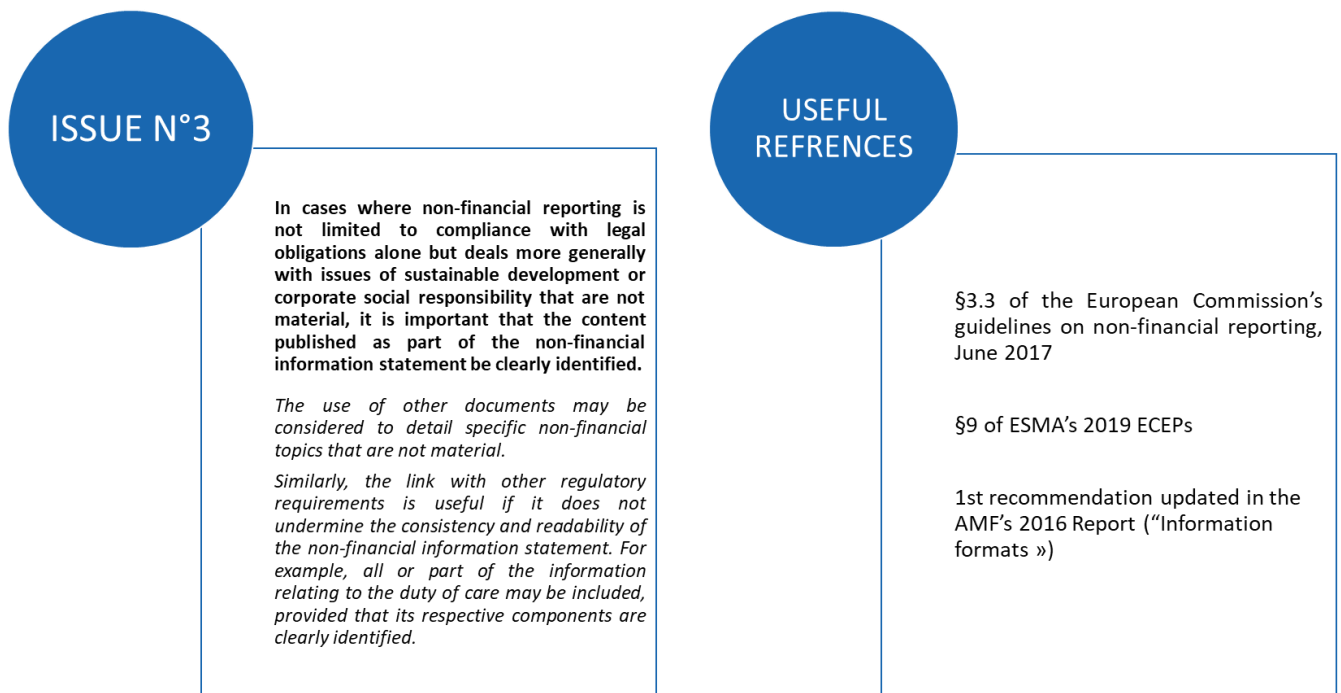 ISSUE N°3
In cases where non-financial reporting is
not limited to compliance with legal
obligations alone but deals more generally
with issues of sustainable development or
corporate social responsibility that are not
material, it is important that the content
published as part of the non-financial
information statement be clearly identified.
The use of other documents may be
considered to detail specific non-financial
topics that are not material.
Similarly, the link with other regulatory
requirements is useful if it does not
undermine the consistency and readability of
the non-financial information statement. For
example, all or part of the information
relating to the duty of care may be included,
provided that its respective components are
clearly identified.
USEFUL
REFRENCES
§3.3 of the European Commission’s
guidelines on non-financial reporting,
June 2017
§9 of ESMA’s 2019 ECEPs
1st recommendation updated in the
AMF’s 2016 Report (“Information
formats »)